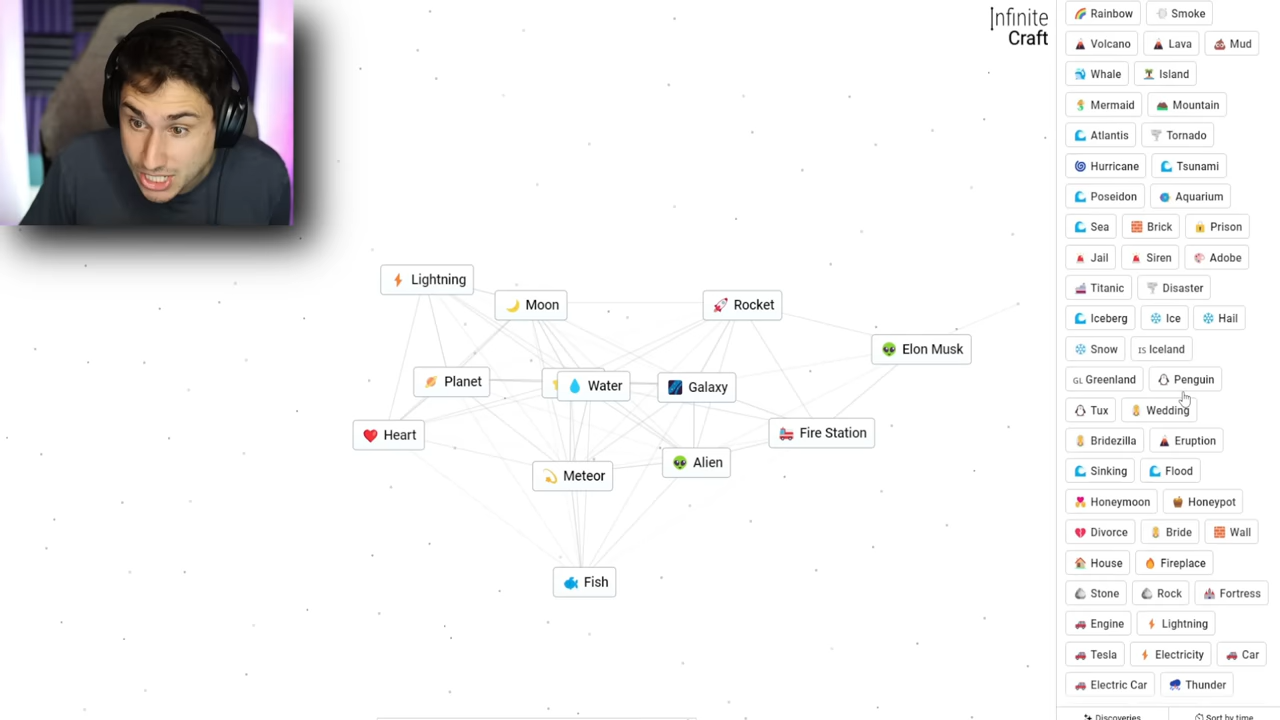 Infinite
Craft
Lightning
Moon
Rocket
Elon Musk
Planet
Water
Galaxy
Heart
Fire Station
Meteor
Alien
Fish
Rainbow Smoke
Volcano Lava Mud
Whale Island
Mermaid Mountain
Atlantis Tornado
Hurricane Tsunami
Poseidon Aquarium
Sea Brick Prison
Jail Siren Adobe
Titanic Disaster
Iceberg Ice Hail
Snow IS Iceland
GL Greenland Penguin
Tux Wedding
Bridezilla Eruption
Sinking Flood
Honeymoon Honeypot
Divorce Bride Wall
House Fireplace
Stone Rock Fortress
Engine Lightning
Tesla Electricity Car
Electric Car Thunder
Discoveries Sort by time